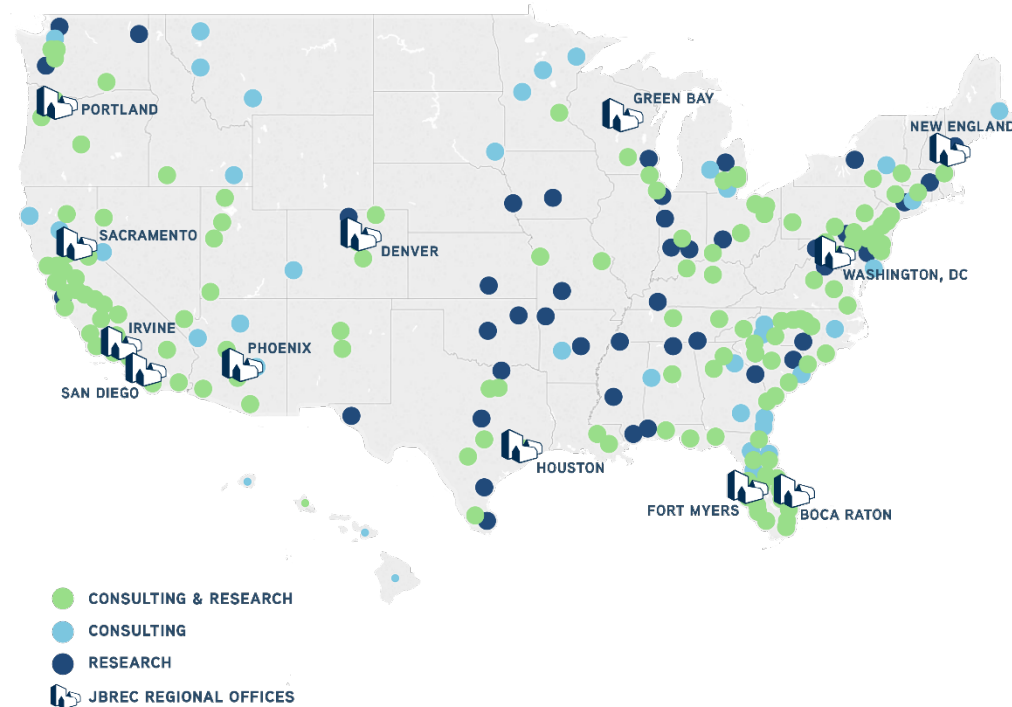 GREEN BAY
PORTLAND
NEW ENGLAND
SACRAMENTO
DENVER
WASHINGTON, DC
IRVINE
PHOENIX
SAN DIEGO
HOUSTON
FORT MYERS
BOCA RATON
CONSULTING & RESEARCH
CONSULTING
RESEARCH
JBREC REGIONAL OFFICES